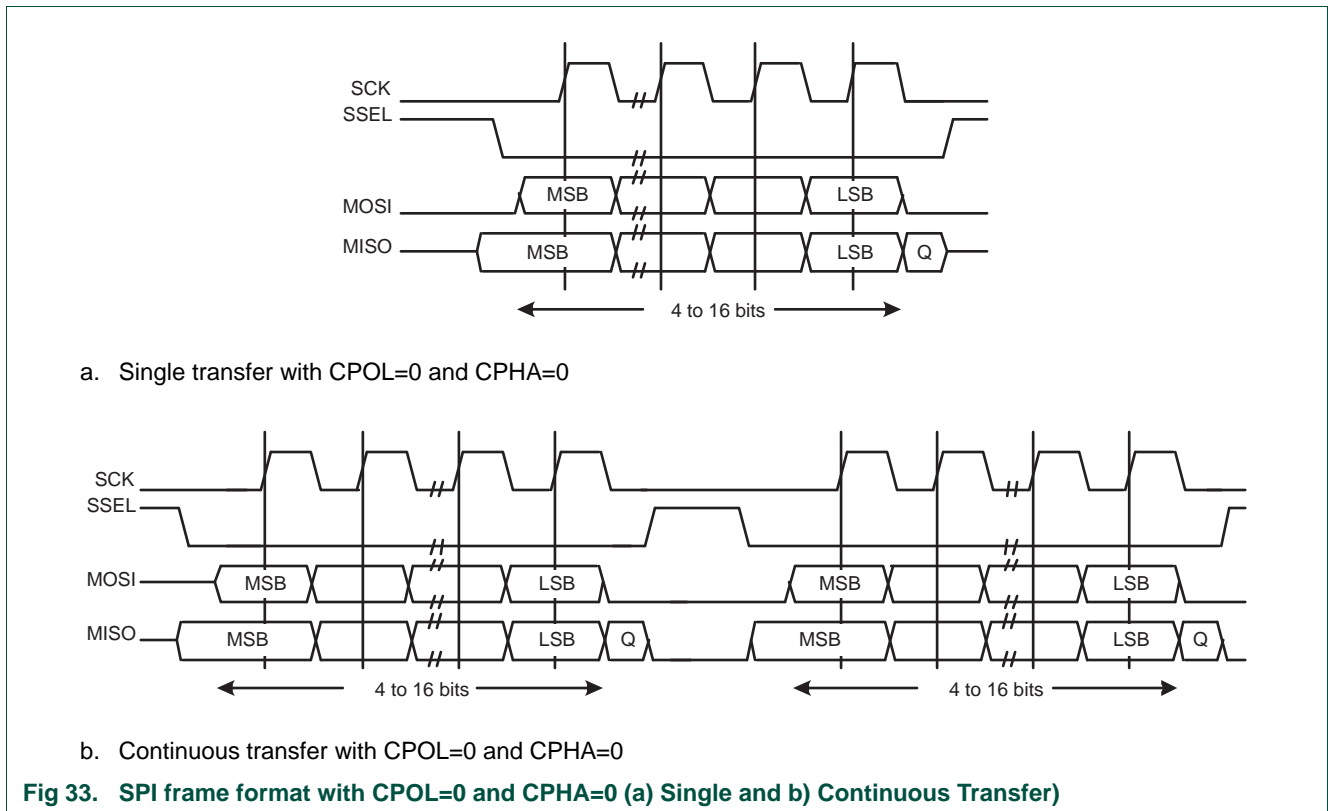 SCK
SSEL
MOSI
MSB
LSB
MISO
MSB
LSB
Q
4 to 16 bits
a. Single transfer with CPOL=0 and CPHA=0
SCK
SSEL
MOSI
MSB
LSB
MSB
LSB
MISO
MSB
LSB
Q
MSB
LSB
Q
4 to 16 bits
4 to 16 bits
b. Continuous transfer with CPOL=0 and CPHA=0
Fig 33. SPI frame format with CPOL=0 and CPHA=0 (a) Single and b) Continuous Transfer)